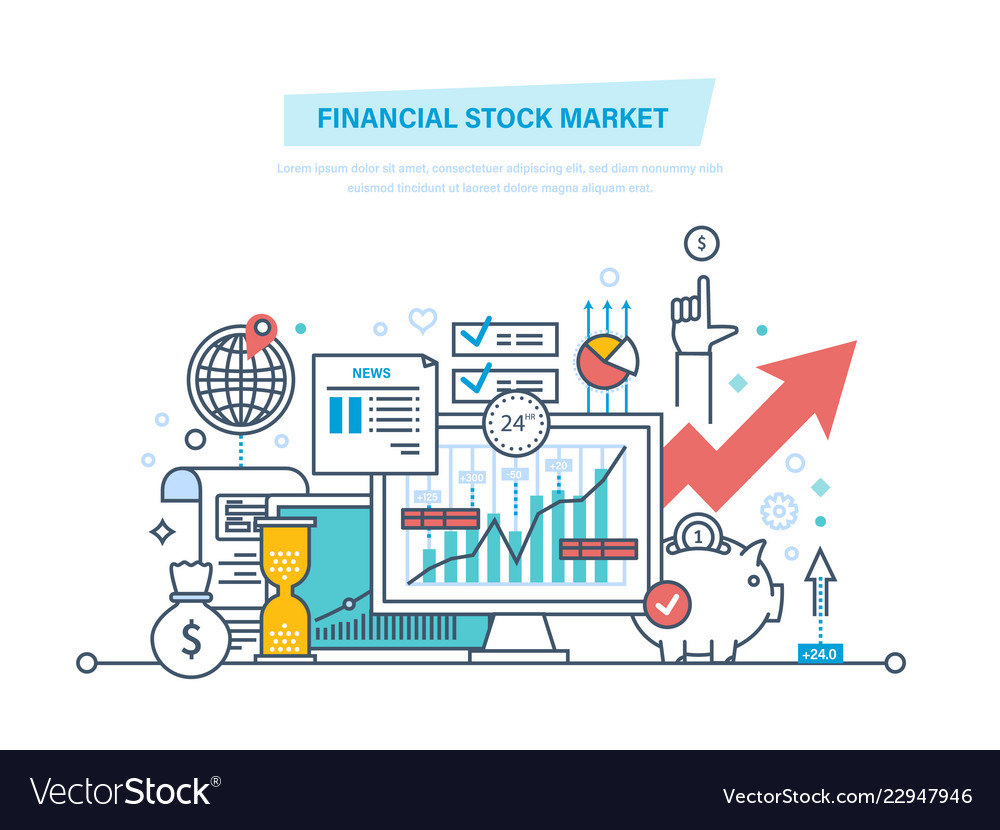 FINANCIAL STOCK MARKET
Lorem ipsum dolor sit amet, consectetuer adipiscing elit, sed diam nonummy nibh
euismod tincidunt ut laoreet dolore magna aliquam erat.
$
NEWS
24HR
+125
+300
-50
+20
1
$
+24.0
VectorStock®
VectorStock.com/22947946